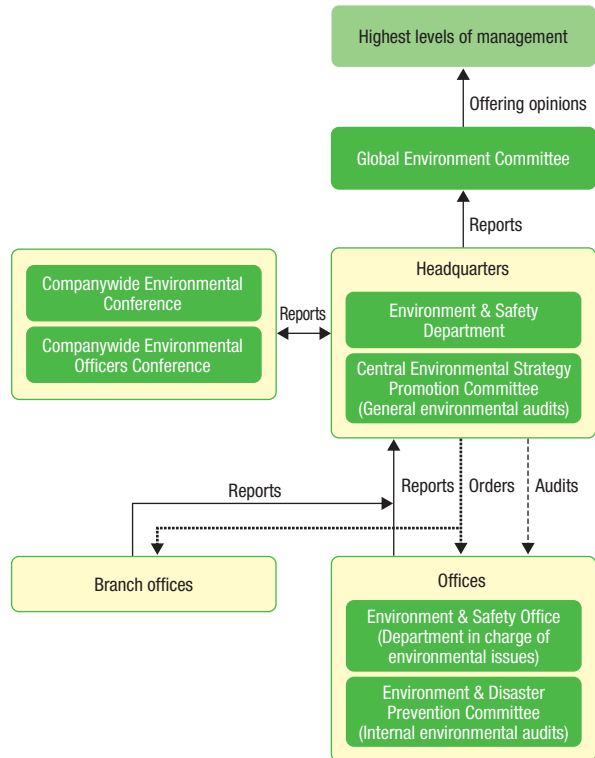 Highest levels of management
Offering opinions
Global Environment Committee
Reports
Headquarters
Companywide Environmental
Conference
Companywide Environmental
Officers Conference
Reports
Environment & Safety
Department
Central Environmental Strategy
Promotion Committee
(General environmental audits)
Reports
Reports
Orders
Audits
Branch offices
Offices
Environment & Safety Office
(Department in charge of
environmental issues)
Environment & Disaster
Prevention Committee
(Internal environmental audits)